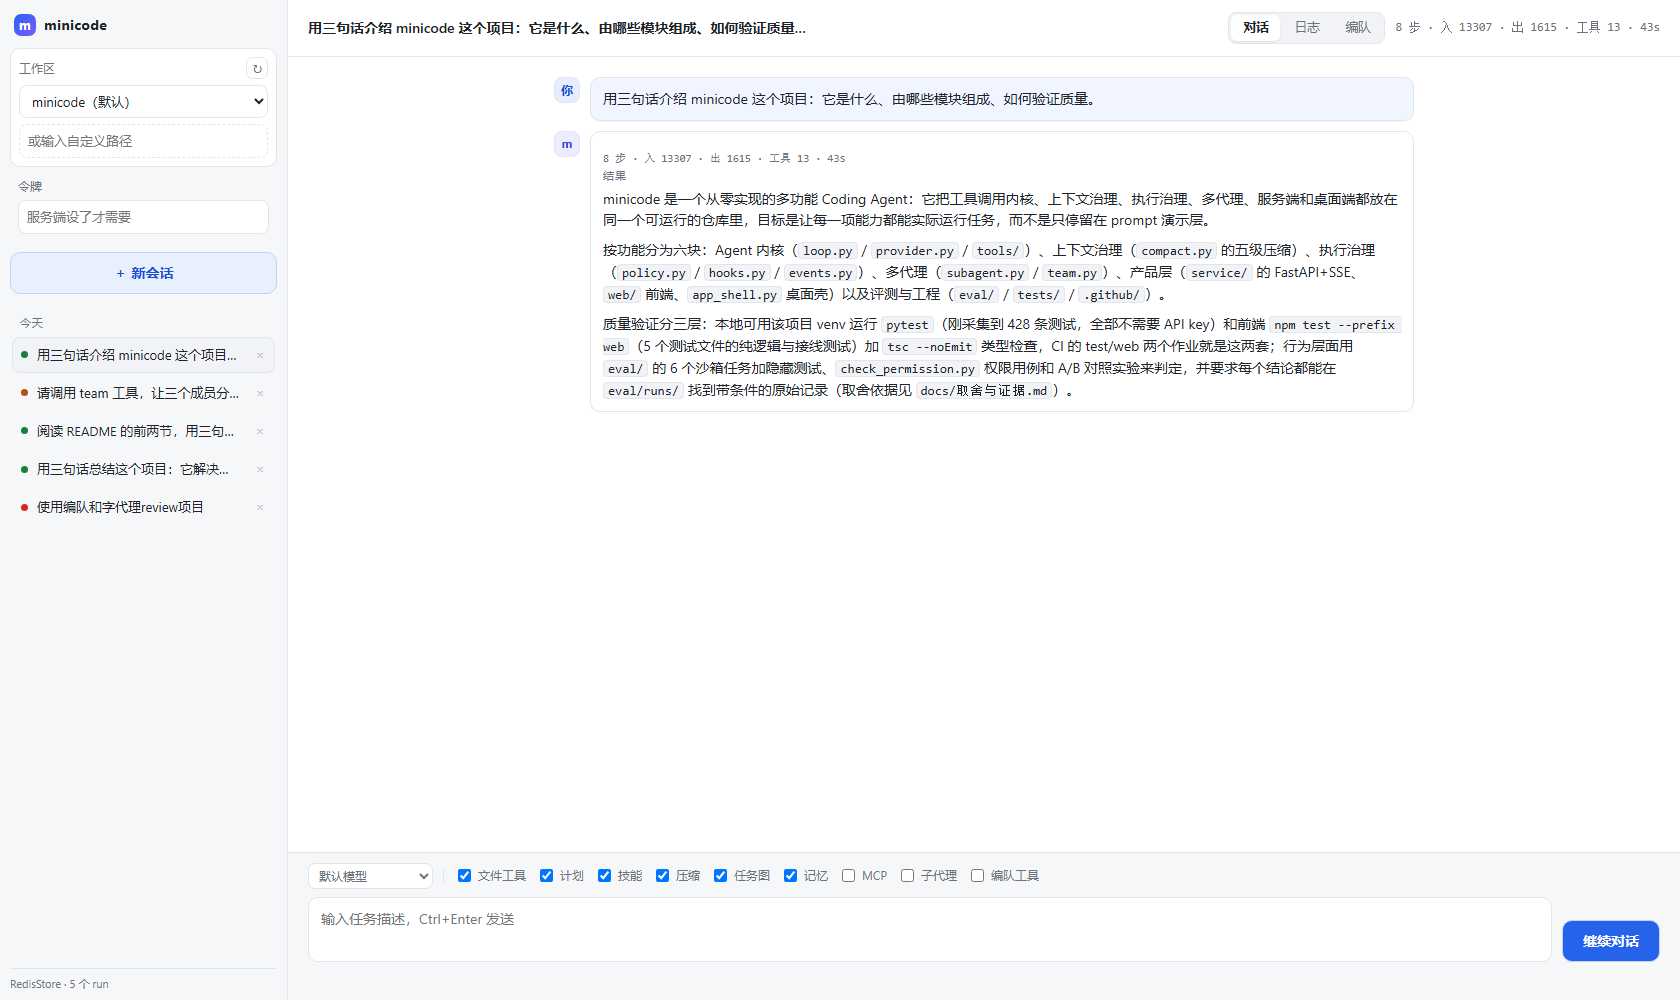 m minicode
工作区 ↻
minicode（默认）
或输入自定义路径
令牌
服务端设了才需要
+ 新会话
今天
用三句话介绍 minicode 这个项目... ×
请调用 team 工具，让三个成员分... ×
阅读 README 的前两节，用三句... ×
用三句话总结这个项目：它解决... ×
使用编队和字代理review项目 ×
RedisStore · 5 个 run
用三句话介绍 minicode 这个项目：它是什么、由哪些模块组成、如何验证质量...
对话 日志 编队 8 步 · 入 13307 · 出 1615 · 工具 13 · 43s
你 用三句话介绍 minicode 这个项目：它是什么、由哪些模块组成、如何验证质量。
m
8 步 · 入 13307 · 出 1615 · 工具 13 · 43s
结果
minicode 是一个从零实现的多功能 Coding Agent：它把工具调用内核、上下文治理、执行治理、多代理、服务端和桌面端都放在
同一个可运行的仓库里，目标是让每一项能力都能实际运行任务，而不是只停留在 prompt 演示层。
按功能分为六块：Agent 内核（loop.py / provider.py / tools/）、上下文治理（compact.py 的五级压缩）、执行治理
（policy.py / hooks.py / events.py）、多代理（subagent.py / team.py）、产品层（service/ 的 FastAPI+SSE、
web/ 前端、app_shell.py 桌面壳）以及评测与工程（eval/ / tests/ / .github/）。
质量验证分三层：本地可用该项目 venv 运行 pytest（刚采集到 428 条测试，全部不需要 API key）和前端 npm test --prefix
web（5 个测试文件的纯逻辑与接线测试）加 tsc --noEmit 类型检查，CI 的 test/web 两个作业就是这两套；行为层面用
eval/ 的 6 个沙箱任务加隐藏测试、check_permission.py 权限用例和 A/B 对照实验来判定，并要求每个结论都能在
eval/runs/ 找到带条件的原始记录（取舍依据见 docs/取舍与证据.md）。
默认模型 文件工具 计划 技能 压缩 任务图 记忆 MCP 子代理 编队工具
输入任务描述，Ctrl+Enter 发送
继续对话